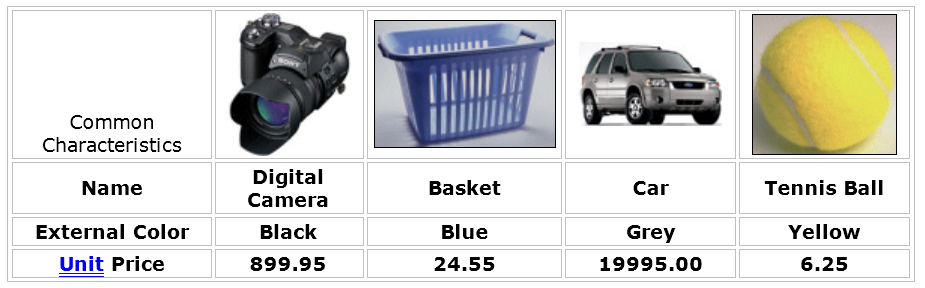 Common
Characteristics
SONY
Name
Digital
Camera
Basket
Car
Tennis Ball
External Color
Black
Blue
Grey
Yellow
Unit Price
899.95
24.55
19995.00
6.25